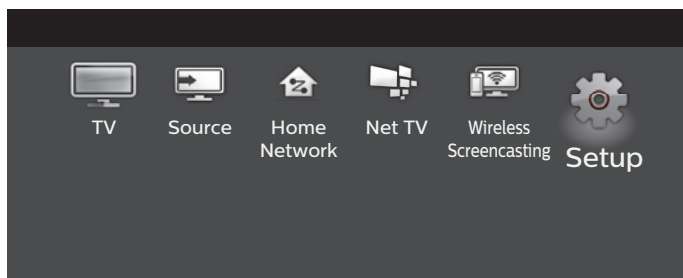 TV
Source
Home
Network
Net TV
Wireless
Screencasting
Setup